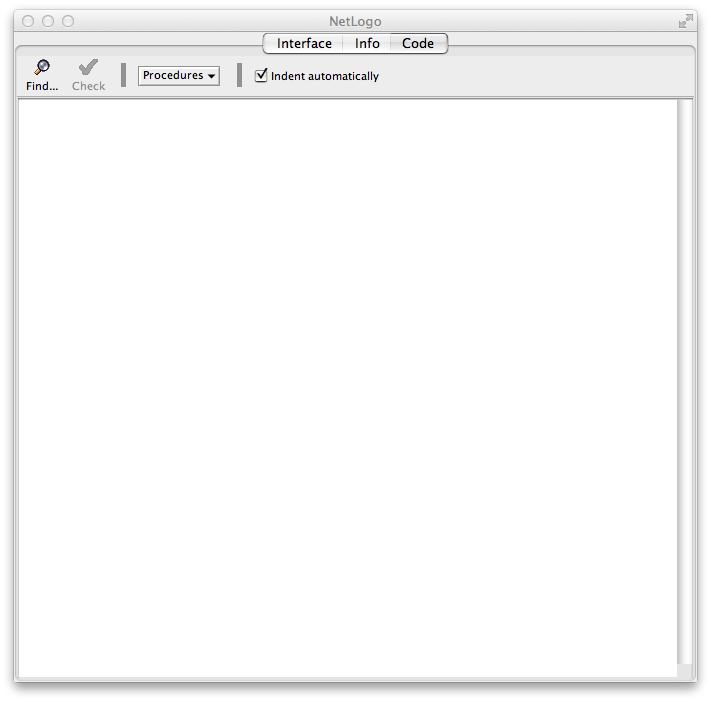 NetLogo
Interface Info Code
Find... Check Procedures Indent automatically